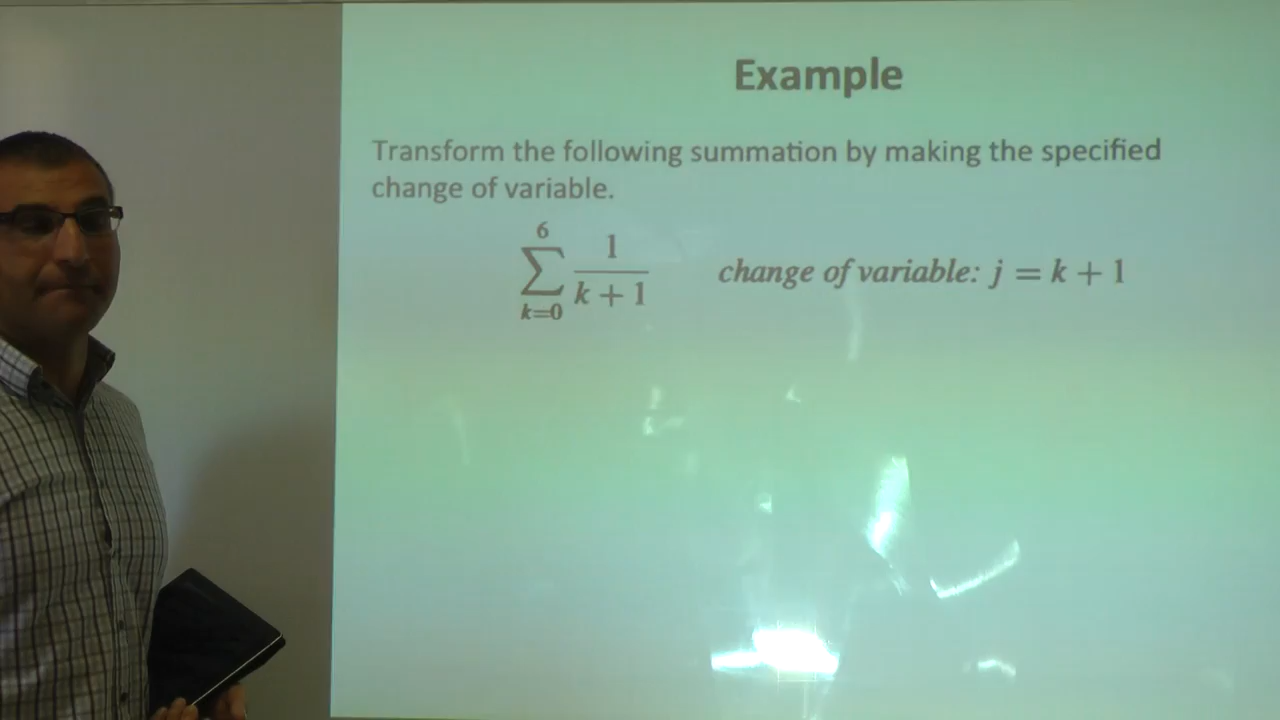 Example
Transform the following summation by making the specified
change of variable.
6
∑ 1/(k + 1) change of variable: j = k + 1
k=0